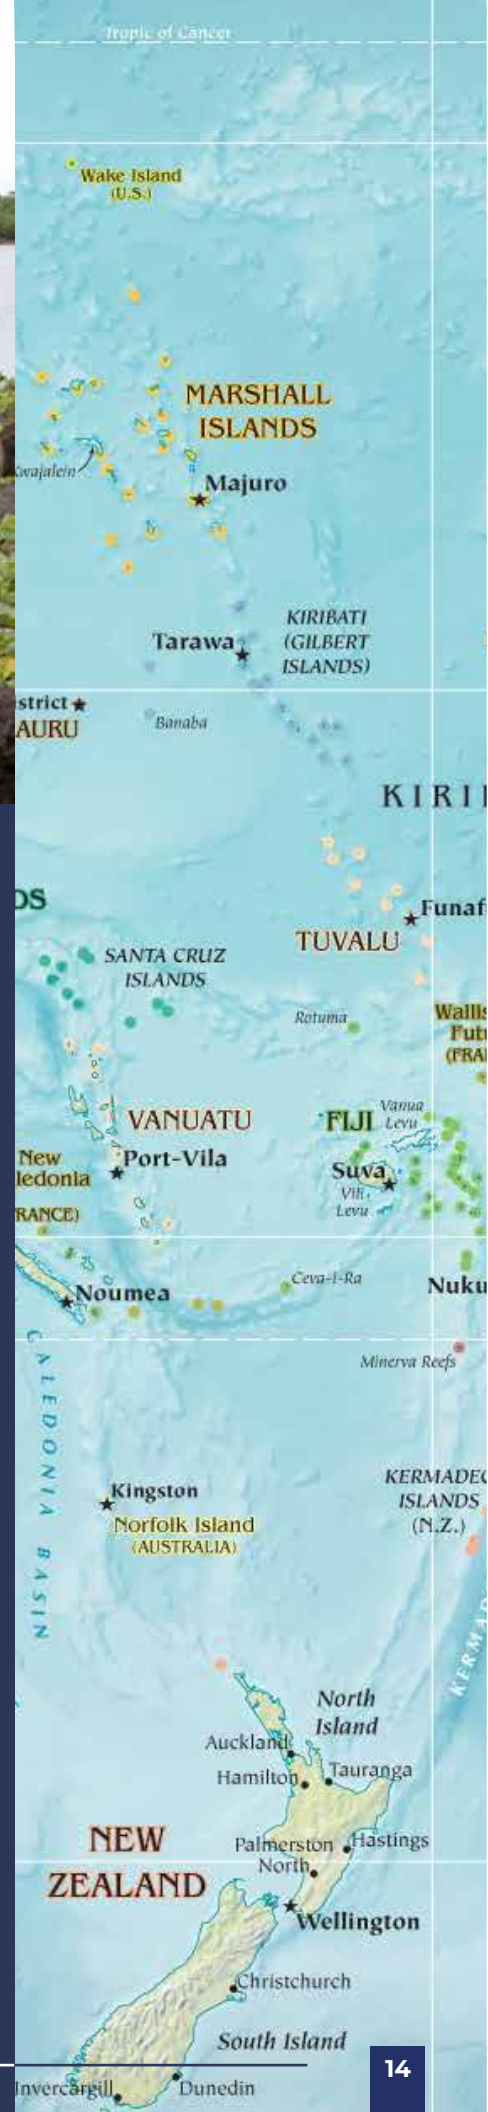 Tropic of Cancer
Wake Island
(U.S.)
MARSHALL
ISLANDS
Kwajalein
Majuro
KIRIBATI
(GILBERT
ISLANDS)
Tarawa
strict
AURU
Banaba
KIRI
OS
Funaf
TUVALU
SANTA CRUZ
ISLANDS
Rotuma
Wallis
Futu
(FRA
VANUATU
FIJI
Vanua
Levu
New
ledonia
RANCE)
Port-Vila
Suva
Viti
Levu
Ceva-I-Ra
Noumea
Nuku
Minerva Reefs
CALEDONIA BASIN
Kingston
Norfolk Island
(AUSTRALIA)
KERMADEC
ISLANDS
(N.Z.)
KERMAD
North
Island
Auckland
Hamilton
Tauranga
NEW
ZEALAND
Palmerston
North
Hastings
Wellington
Christchurch
South Island
Invercargill
Dunedin
14